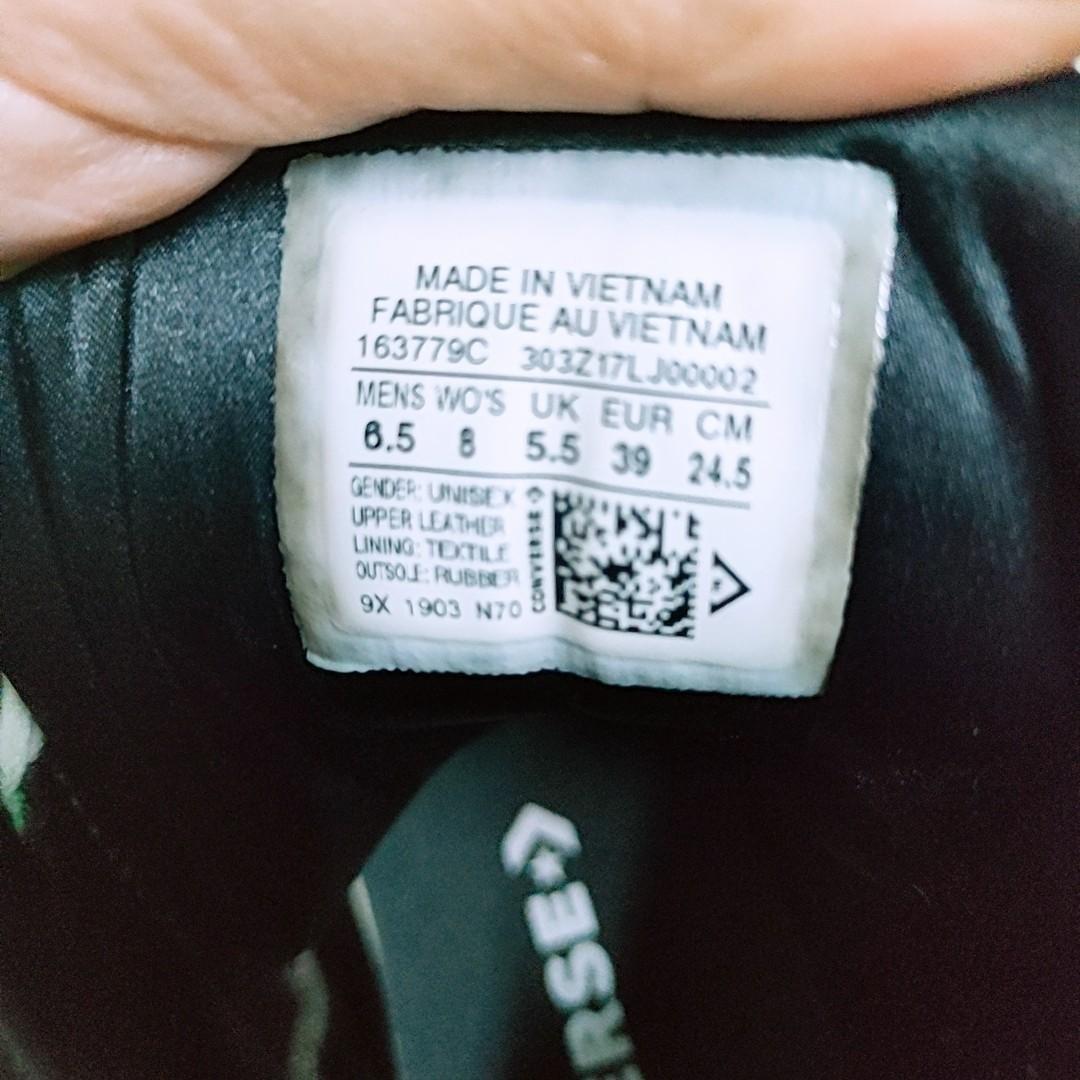 MADE IN VIETNAM
FABRIQUE AU VIETNAM
163779C 303Z17LJ00002
MENS WO'S UK EUR CM
6.5 8 5.5 39 24.5
GENDER: UNISEX
UPPER LEATHER
LINING: TEXTILE
OUTSOLE: RUBBER
9X 1903 N70
CONVERSE
ERSE